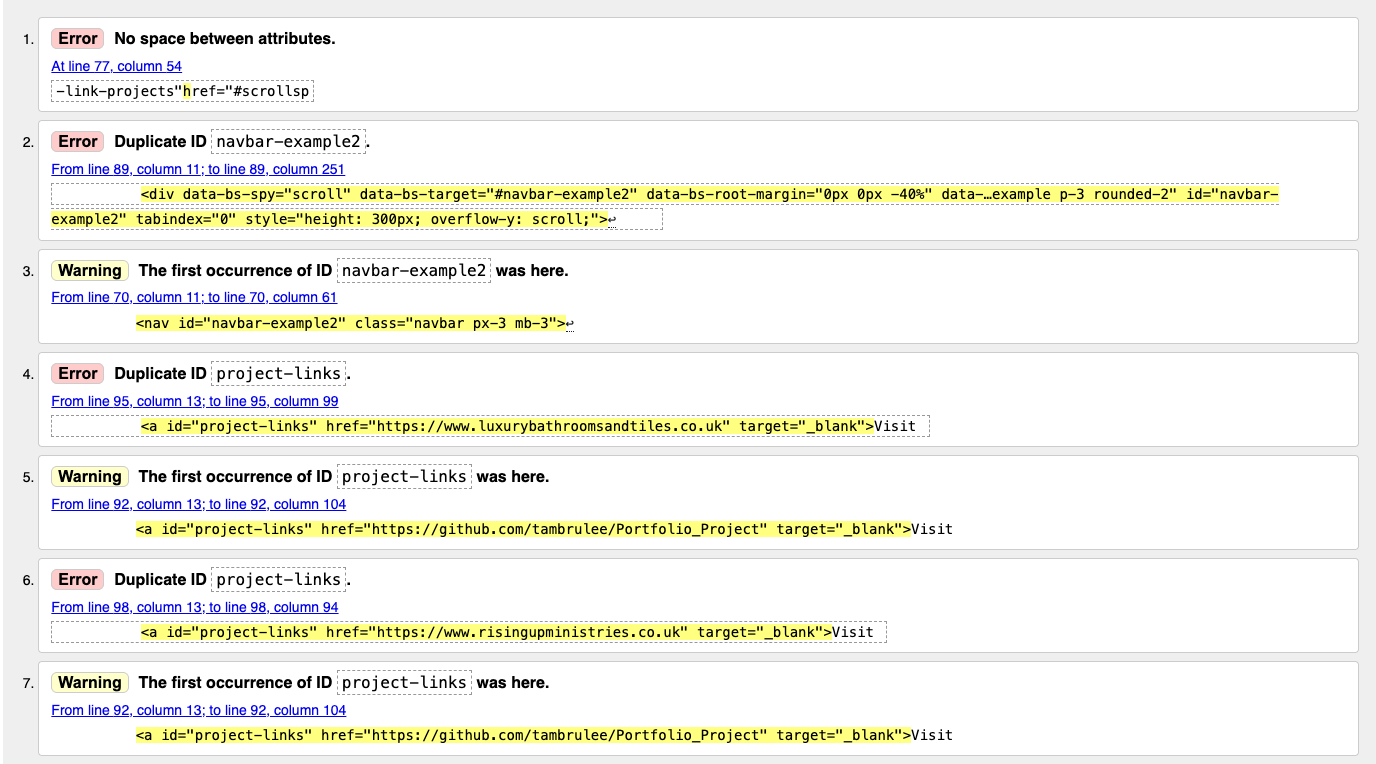 1. Error No space between attributes.
At line 77, column 54
-link-projects"href="#scrollsp
2. Error Duplicate ID navbar-example2.
From line 89, column 11; to line 89, column 251
<div data-bs-spy="scroll" data-bs-target="#navbar-example2" data-bs-root-margin="0px 0px -40%" data-…example p-3 rounded-2" id="navbar-
example2" tabindex="0" style="height: 300px; overflow-y: scroll;">↩
3. Warning The first occurrence of ID navbar-example2 was here.
From line 70, column 11; to line 70, column 61
<nav id="navbar-example2" class="navbar px-3 mb-3">↩
4. Error Duplicate ID project-links.
From line 95, column 13; to line 95, column 99
<a id="project-links" href="https://www.luxurybathroomsandtiles.co.uk" target="_blank">Visit
5. Warning The first occurrence of ID project-links was here.
From line 92, column 13; to line 92, column 104
<a id="project-links" href="https://github.com/tambrulee/Portfolio_Project" target="_blank">Visit
6. Error Duplicate ID project-links.
From line 98, column 13; to line 98, column 94
<a id="project-links" href="https://www.risingupministries.co.uk" target="_blank">Visit
7. Warning The first occurrence of ID project-links was here.
From line 92, column 13; to line 92, column 104
<a id="project-links" href="https://github.com/tambrulee/Portfolio_Project" target="_blank">Visit